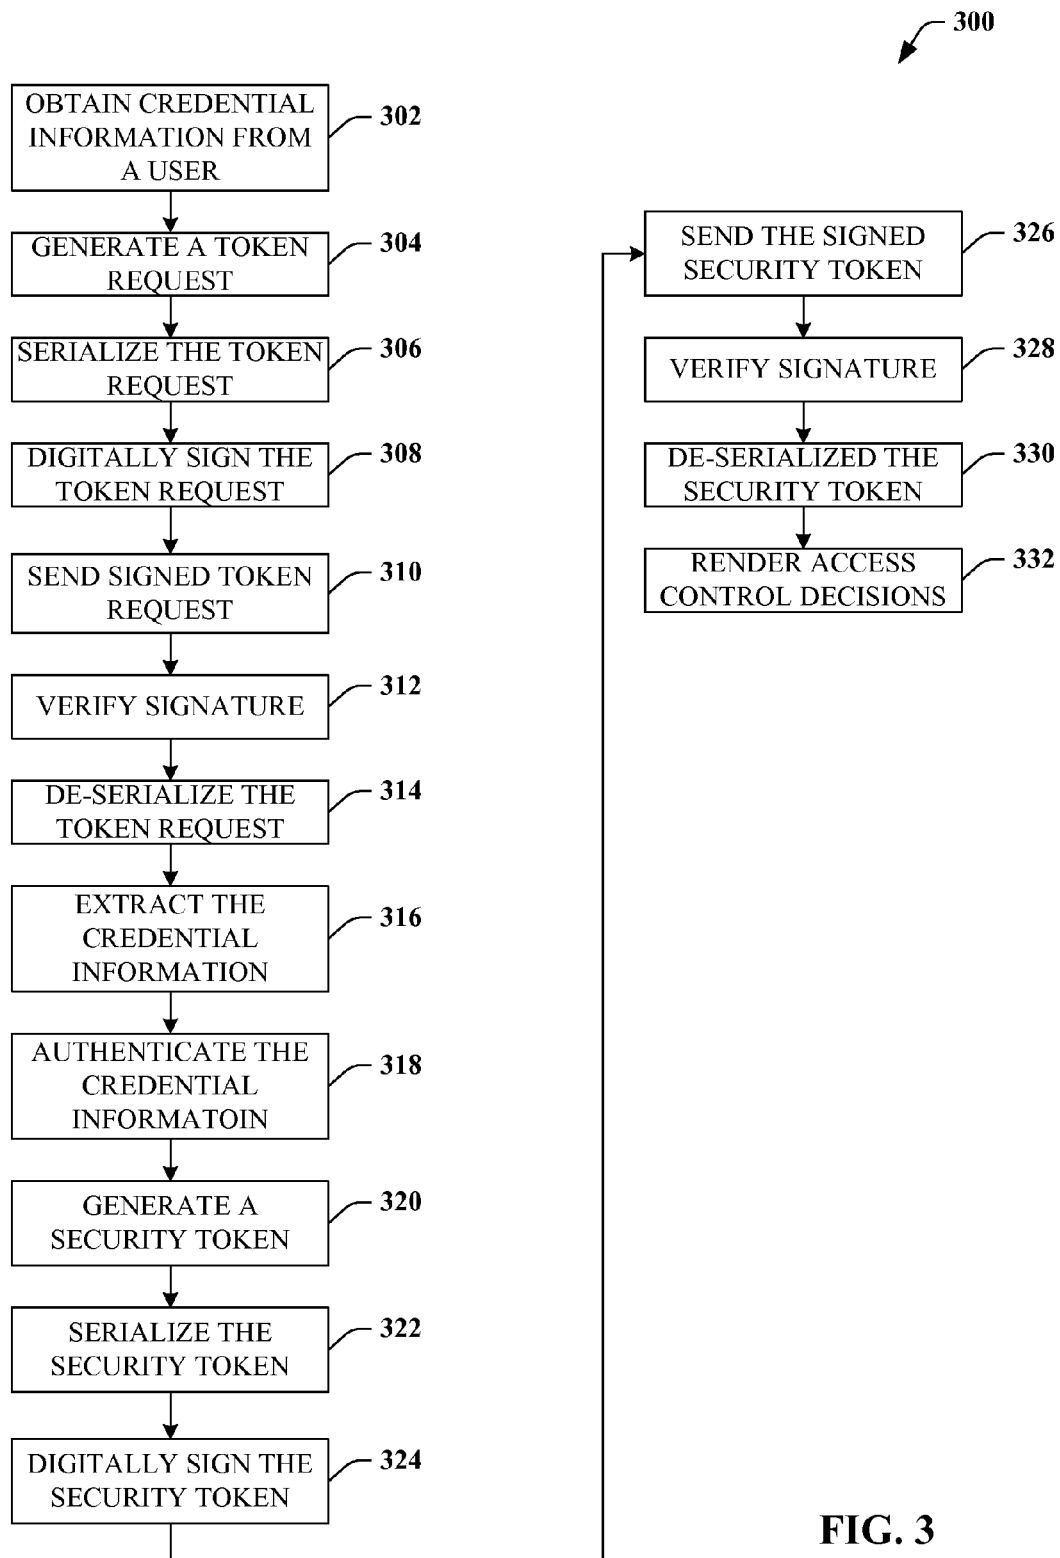 300
OBTAIN CREDENTIAL
INFORMATION FROM
A USER
302
GENERATE A TOKEN
REQUEST
304
SERIALIZE THE TOKEN
REQUEST
306
DIGITALLY SIGN THE
TOKEN REQUEST
308
SEND SIGNED TOKEN
REQUEST
310
VERIFY SIGNATURE
312
DE-SERIALIZE THE
TOKEN REQUEST
314
EXTRACT THE
CREDENTIAL
INFORMATION
316
AUTHENTICATE THE
CREDENTIAL
INFORMATOIN
318
GENERATE A
SECURITY TOKEN
320
SERIALIZE THE
SECURITY TOKEN
322
DIGITALLY SIGN THE
SECURITY TOKEN
324
SEND THE SIGNED
SECURITY TOKEN
326
VERIFY SIGNATURE
328
DE-SERIALIZED THE
SECURITY TOKEN
330
RENDER ACCESS
CONTROL DECISIONS
332
FIG. 3